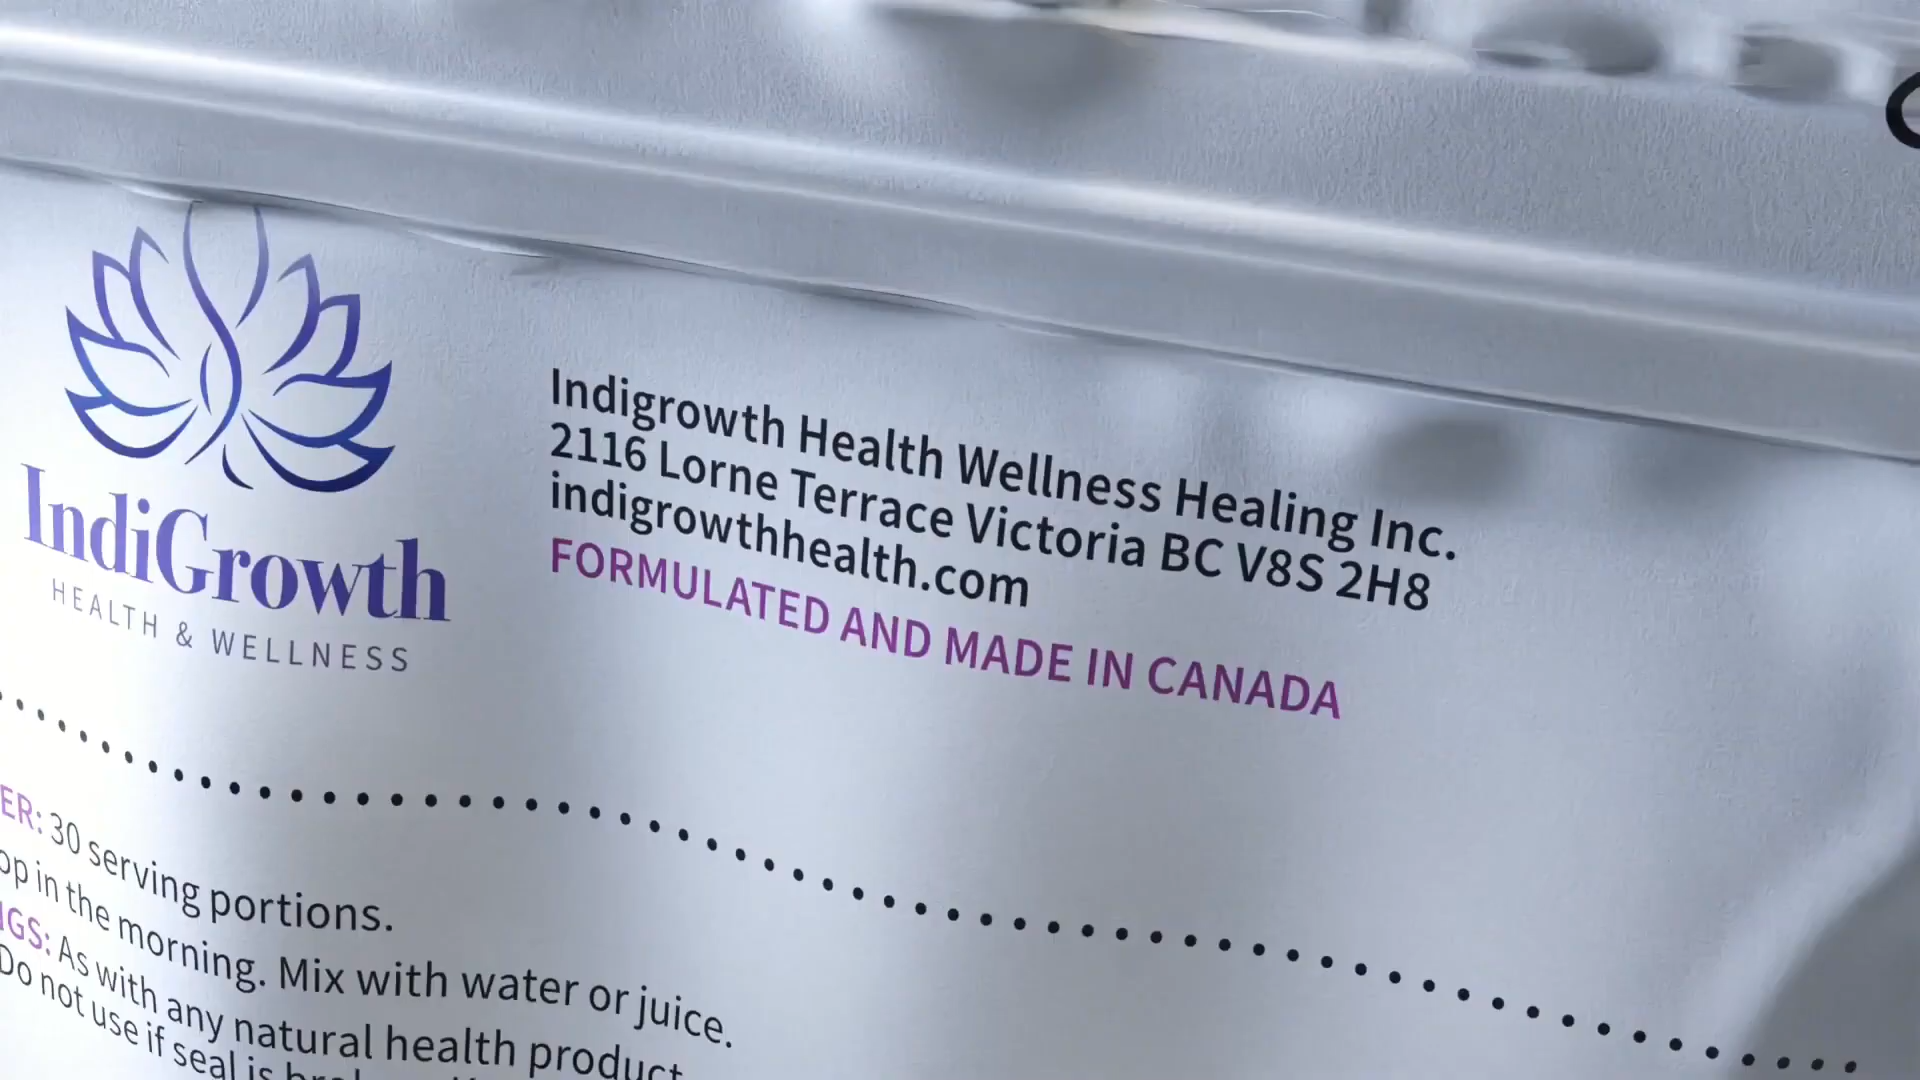 IndiGrowth
HEALTH & WELLNESS
Indigrowth Health Wellness Healing Inc.
2116 Lorne Terrace Victoria BC V8S 2H8
indigrowthhealth.com
FORMULATED AND MADE IN CANADA
30 serving portions.
in the morning. Mix with water or juice.
As with any natural health product
Do not use if seal is